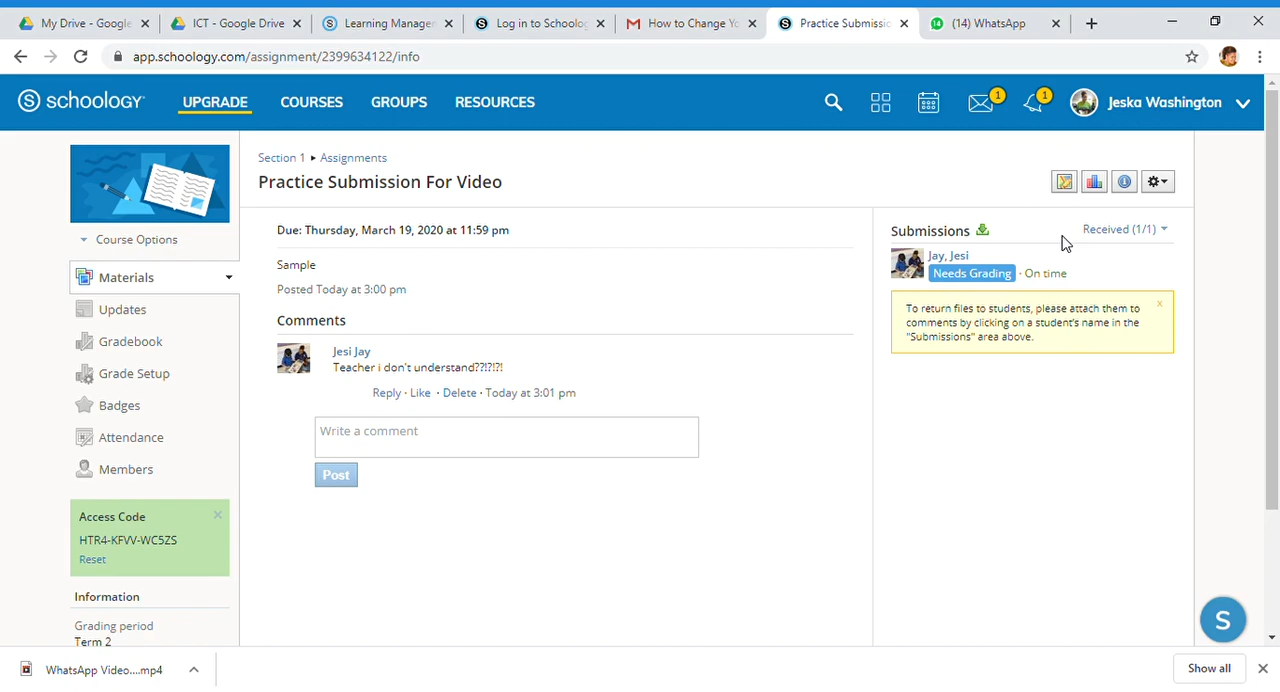 My Drive - Google
ICT - Google Drive
Learning Manager
Log in to Schoolog
How to Change Yo
Practice Submissic
(14) WhatsApp
app.schoology.com/assignment/2399634122/info
S schoology
UPGRADE
COURSES
GROUPS
RESOURCES
1
1
Jeska Washington
Section 1 ▸ Assignments
Practice Submission For Video
Course Options
Materials
Updates
Gradebook
Grade Setup
Badges
Attendance
Members
Access Code
HTR4-KFVV-WC5ZS
Reset
Information
Grading period
Term 2
Due: Thursday, March 19, 2020 at 11:59 pm
Sample
Posted Today at 3:00 pm
Comments
Jesi Jay
Teacher i don't understand??!?!?!
Reply · Like · Delete · Today at 3:01 pm
Write a comment
Post
Submissions
Received (1/1)
Jay, Jesi
Needs Grading · On time
To return files to students, please attach them to
comments by clicking on a student's name in the
"Submissions" area above.
x
S
WhatsApp Video....mp4
Show all